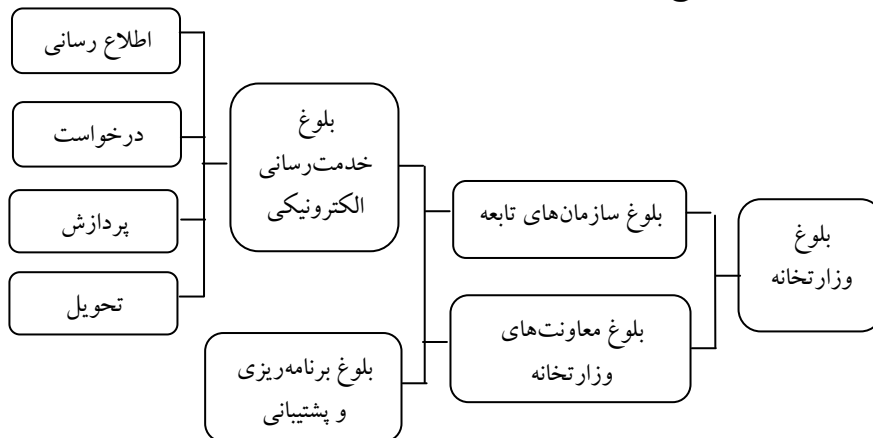 بلوغ
وزارتخانه
بلوغ سازمان‌های تابعه
بلوغ معاونت‌های
وزارتخانه
بلوغ
خدمت‌رسانی
الکترونیکی
بلوغ برنامه‌ریزی
و پشتیبانی
اطلاع رسانی
درخواست
پردازش
تحویل